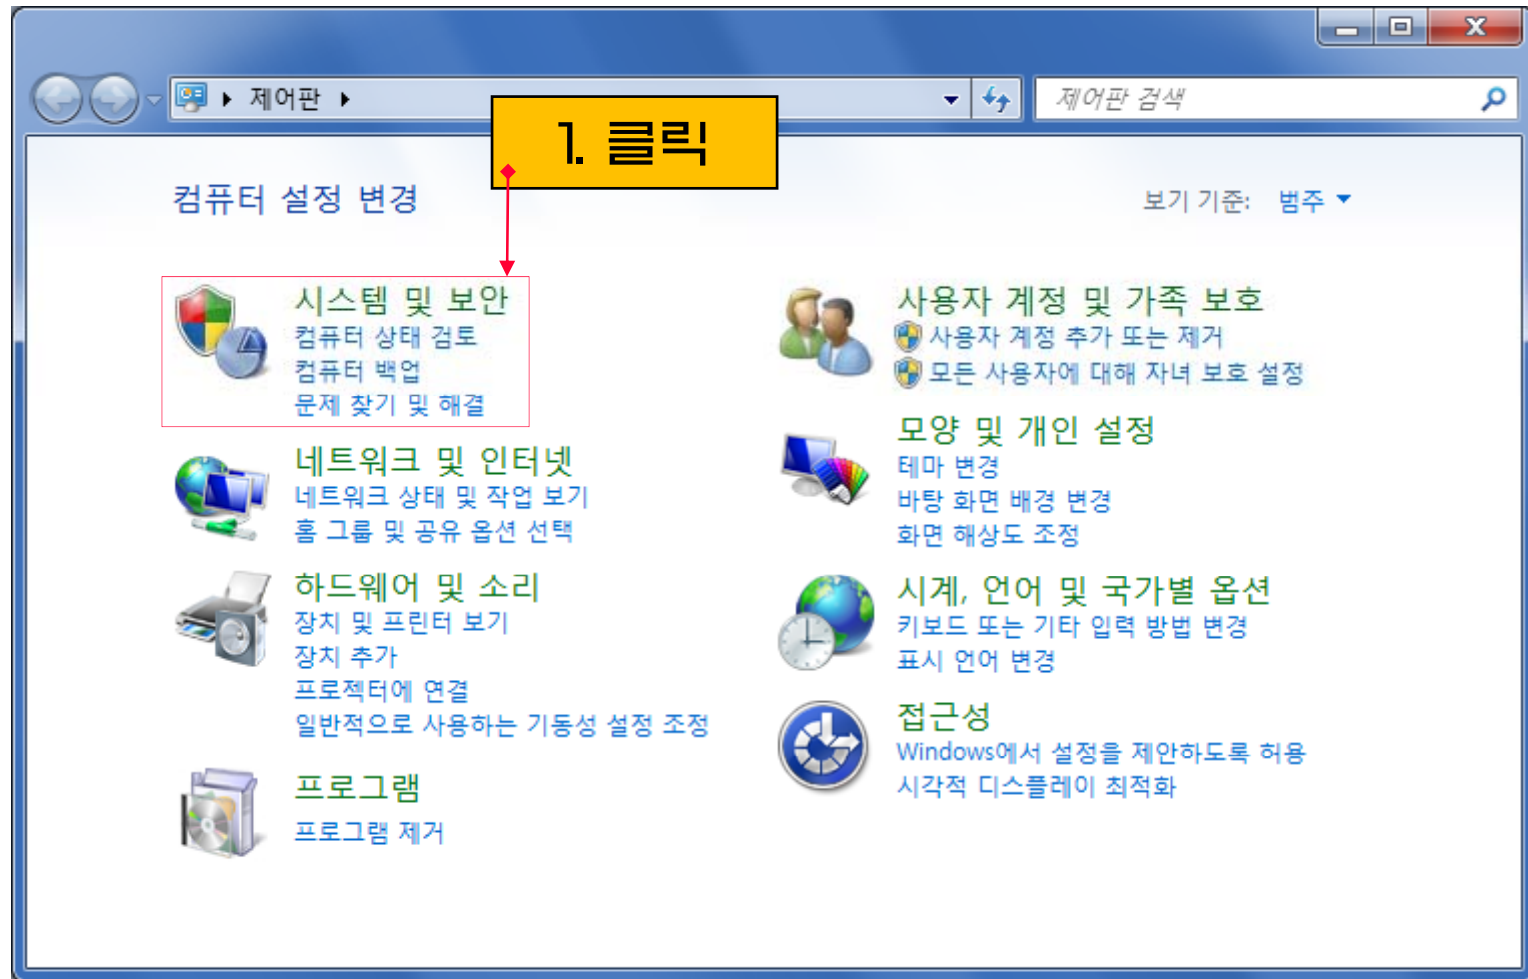 제어판
제어판 검색
1. 클릭
컴퓨터 설정 변경
보기 기준: 범주
시스템 및 보안
컴퓨터 상태 검토
컴퓨터 백업
문제 찾기 및 해결
네트워크 및 인터넷
네트워크 상태 및 작업 보기
홈 그룹 및 공유 옵션 선택
하드웨어 및 소리
장치 및 프린터 보기
장치 추가
프로젝터에 연결
일반적으로 사용하는 기동성 설정 조정
프로그램
프로그램 제거
사용자 계정 및 가족 보호
사용자 계정 추가 또는 제거
모든 사용자에 대해 자녀 보호 설정
모양 및 개인 설정
테마 변경
바탕 화면 배경 변경
화면 해상도 조정
시계, 언어 및 국가별 옵션
키보드 또는 기타 입력 방법 변경
표시 언어 변경
접근성
Windows에서 설정을 제안하도록 허용
시각적 디스플레이 최적화